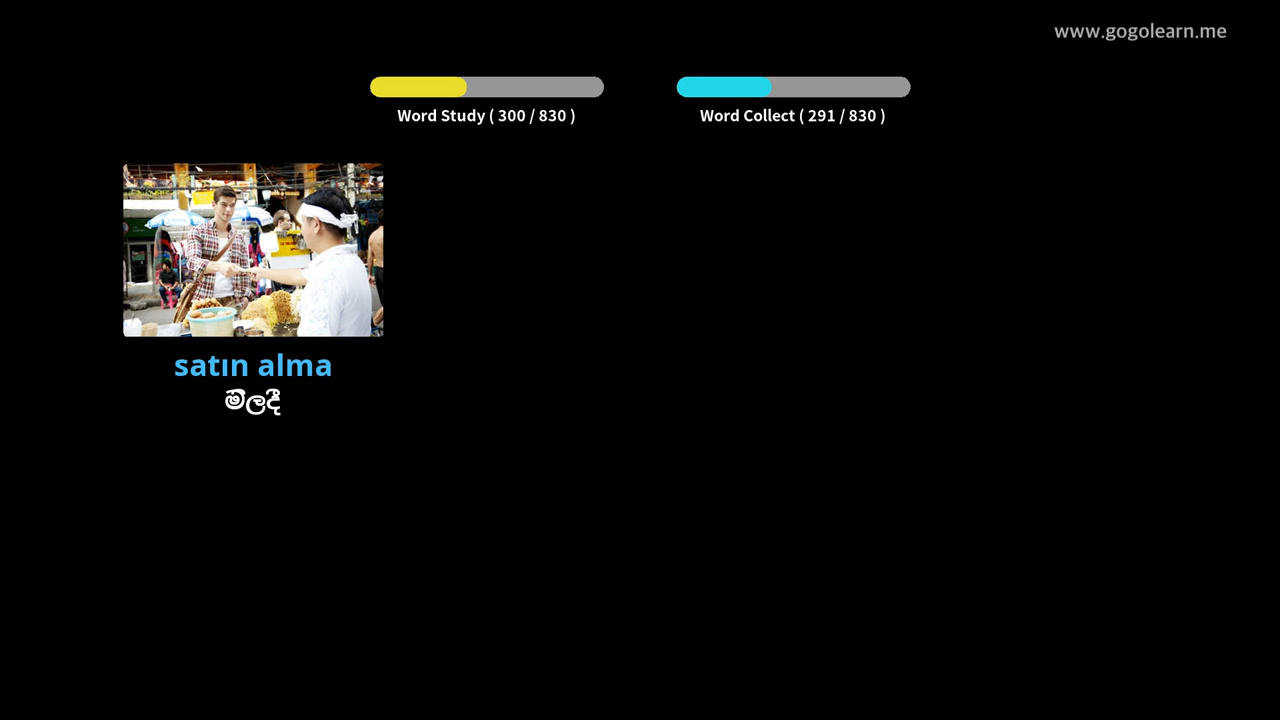 www.gogolearn.me
Word Study ( 300 / 830 )
Word Collect ( 291 / 830 )
satın alma
මිලදී